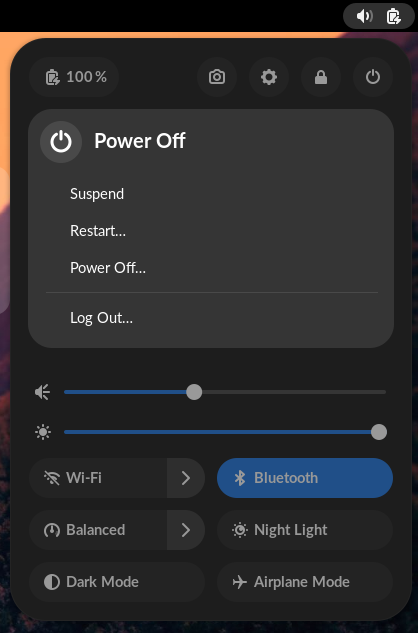 100 %
Power Off
Suspend
Restart…
Power Off…
Log Out…
Wi-Fi
Bluetooth
Balanced
Night Light
Dark Mode
Airplane Mode